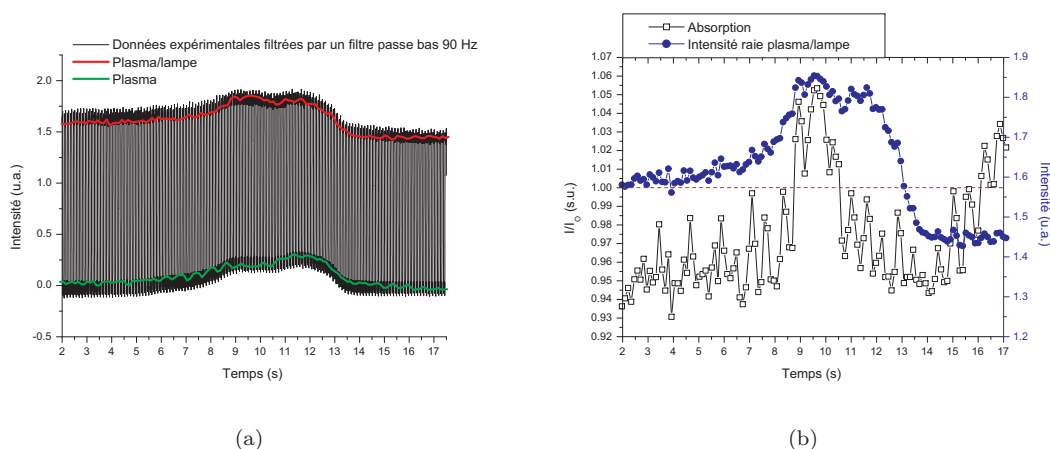 Données expérimentales filtrées par un filtre passe bas 90 Hz
Plasma/lampe
Plasma
Intensité (u.a.)
2.0
1.5
1.0
0.5
0.0
-0.5
2 3 4 5 6 7 8 9 10 11 12 13 14 15 16 17
Temps (s)
(a)
Absorption
Intensité raie plasma/lampe
I/I₀ (s.u.)
1.07
1.06
1.05
1.04
1.03
1.02
1.01
1.00
0.99
0.98
0.97
0.96
0.95
0.94
0.93
0.92
1.9
1.8
1.7
1.6
1.5
1.4
1.3
1.2
Intensité (u.a.)
2 3 4 5 6 7 8 9 10 11 12 13 14 15 16 17
Temps (s)
(b)